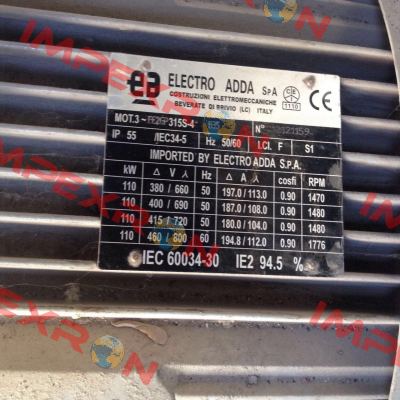 ea ELECTRO ADDA S.p.A
COSTRUZIONI ELETTROMECCANICHE
BEVERATE DI BRIVIO (LC) ITALY
1110 CE
MOT.3~ 315S-4 N°
IP 55 /IEC34-5 Hz 50/60 I.CI. F S1
IMPORTED BY ELECTRO ADDA S.P.A.
kW Δ V Y Hz Δ A Y cosfi RPM
110 380 / 660 50 197.0 / 113.0 0.90 1470
110 400 / 690 50 187.0 / 108.0 0.90 1480
110 415 / 720 50 180.0 / 104.0 0.90 1480
110 460 / 800 60 194.8 / 112.0 0.90 1776
IEC 60034-30 IE2 94.5 %
IMPEXRON
IMPEXRON
IMPEXRON
IMPEXRON